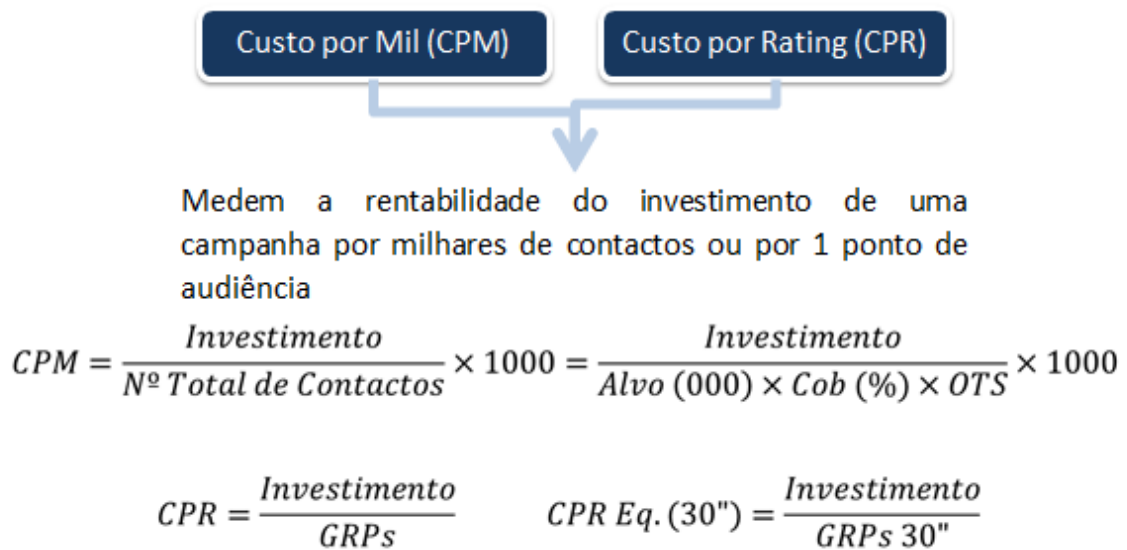 Custo por Mil (CPM)
Custo por Rating (CPR)
Medem a rentabilidade do investimento de uma
campanha por milhares de contactos ou por 1 ponto de
audiência
CPM = Investimento / Nº Total de Contactos × 1000 = Investimento / Alvo (000) × Cob (%) × OTS × 1000
CPR = Investimento / GRPs
CPR Eq. (30") = Investimento / GRPs 30"